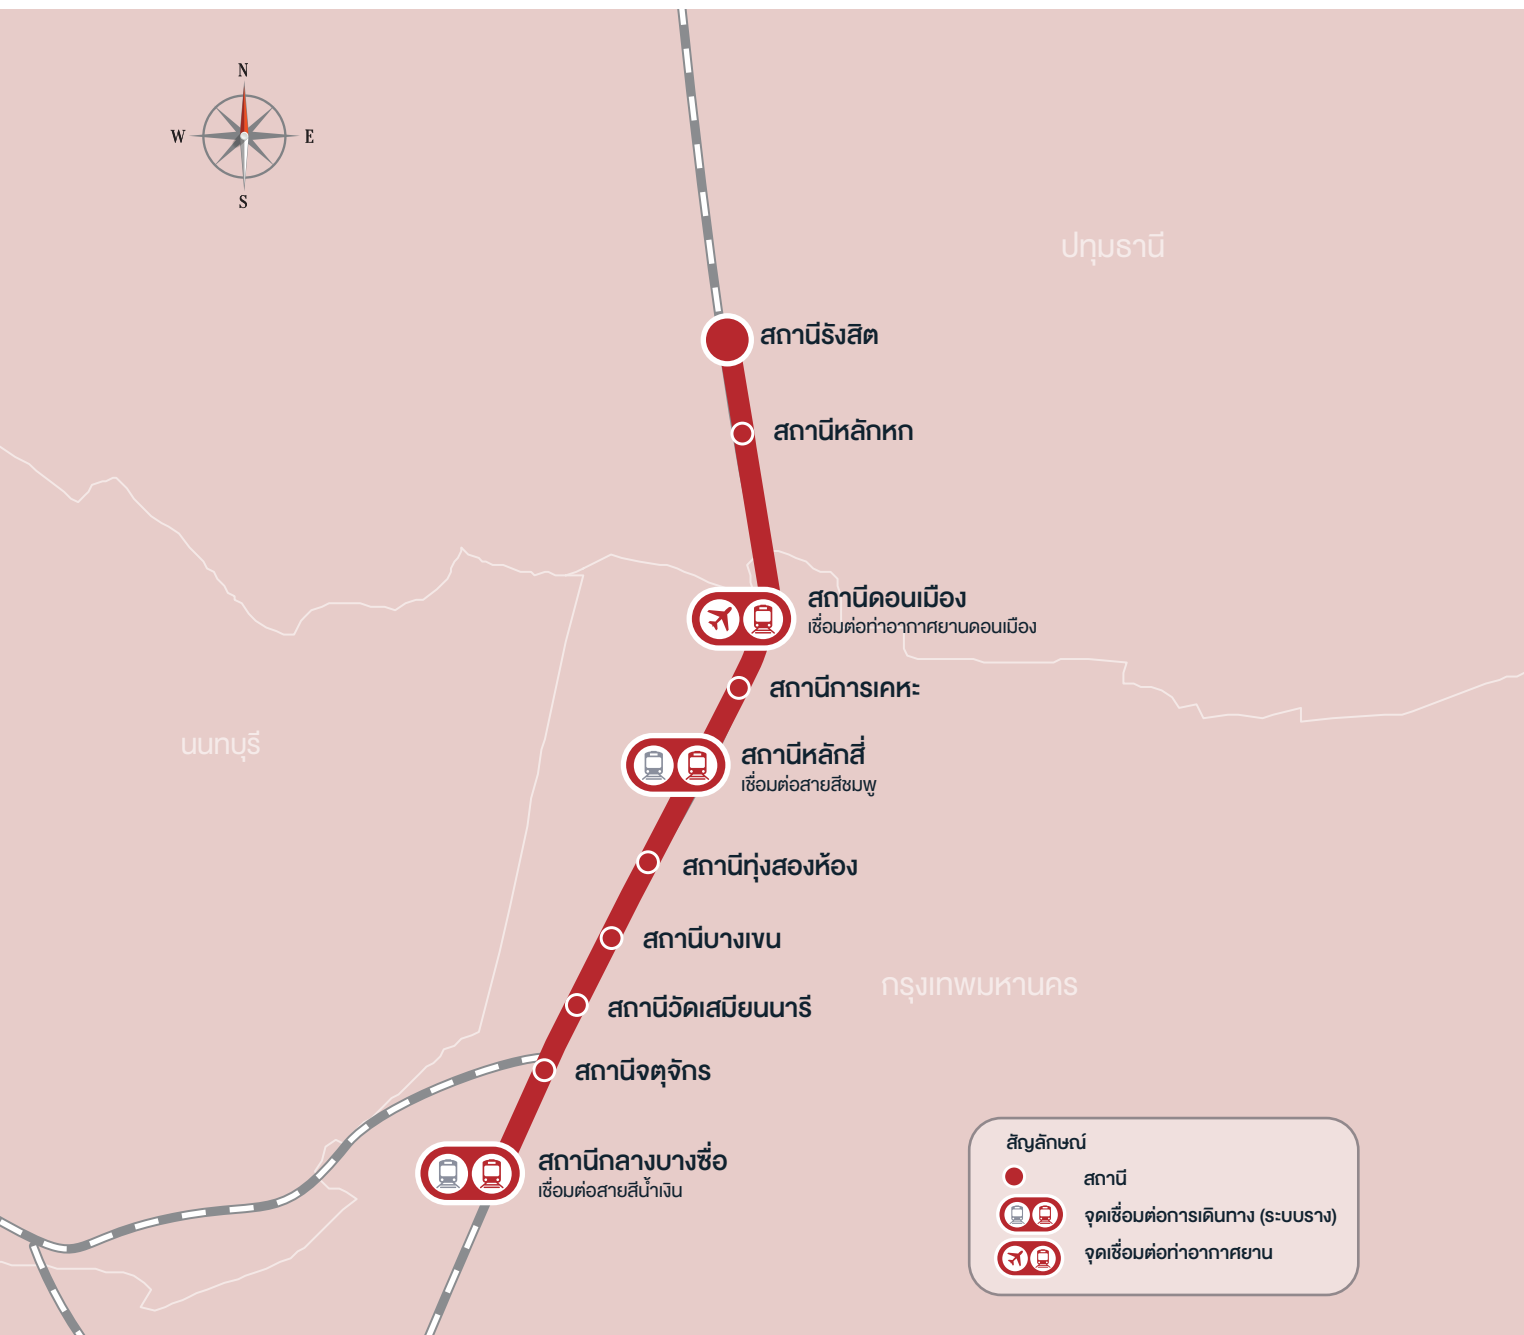 N
W
E
S
ปทุมธานี
สถานีรังสิต
สถานีหลักหก
สถานีดอนเมือง
เชื่อมต่อท่าอากาศยานดอนเมือง
สถานีการเคหะ
นนทบุรี
สถานีหลักสี่
เชื่อมต่อสายสีชมพู
สถานีทุ่งสองห้อง
สถานีบางเขน
กรุงเทพมหานคร
สถานีวัดเสมียนนารี
สถานีจตุจักร
สถานีกลางบางซื่อ
เชื่อมต่อสายสีน้ำเงิน
สัญลักษณ์
สถานี
จุดเชื่อมต่อการเดินทาง (ระบบราง)
จุดเชื่อมต่อท่าอากาศยาน